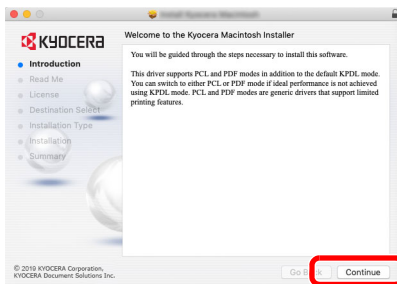 KYOCERA
Welcome to the Kyocera Macintosh Installer
Introduction
Read Me
License
Destination Select
Installation Type
Installation
Summary
You will be guided through the steps necessary to install this software.
This driver supports PCL and PDF modes in addition to the default KPDL mode.
You can switch to either PCL or PDF mode if ideal performance is not achieved
using KPDL mode. PCL and PDF modes are generic drivers that support limited
printing features.
© 2019 KYOCERA Corporation,
KYOCERA Document Solutions Inc.
Go Back
Continue